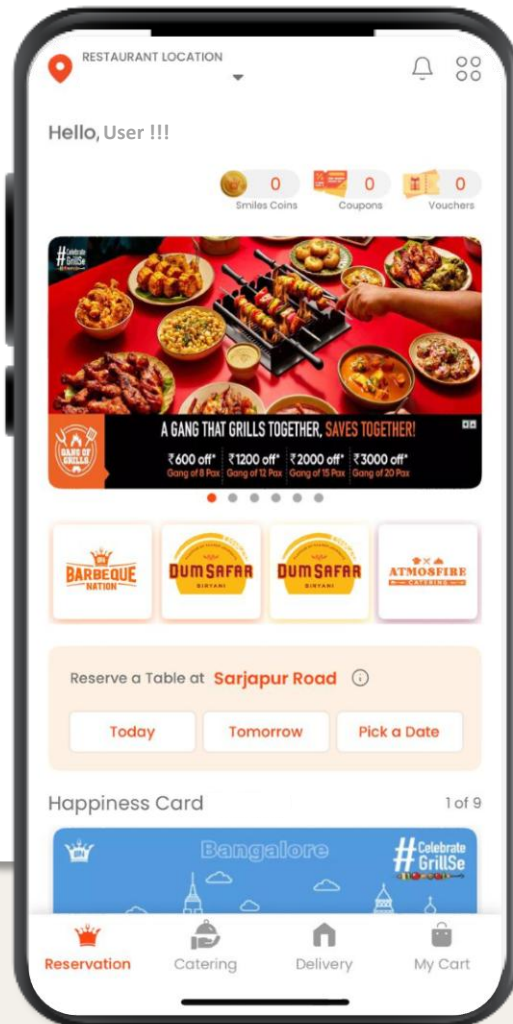 RESTAURANT LOCATION
Hello, User !!!
0 0 0
Smiles Coins Coupons Vouchers
#Celebrate
GrillSe
GANG OF
GRILLS
A GANG THAT GRILLS TOGETHER, SAVES TOGETHER!
₹600 off* ₹1200 off* ₹2000 off* ₹3000 off*
Gang of 8 Pax Gang of 12 Pax Gang of 15 Pax Gang of 20 Pax
BARBEQUE
NATION
DUM SAFAR
BIRYANI
DUM SAFAR
BIRYANI
ATMOSFIRE
CATERING
Reserve a Table at Sarjapur Road
Today Tomorrow Pick a Date
Happiness Card 1 of 9
Bangalore
#Celebrate
GrillSe
Reservation Catering Delivery My Cart